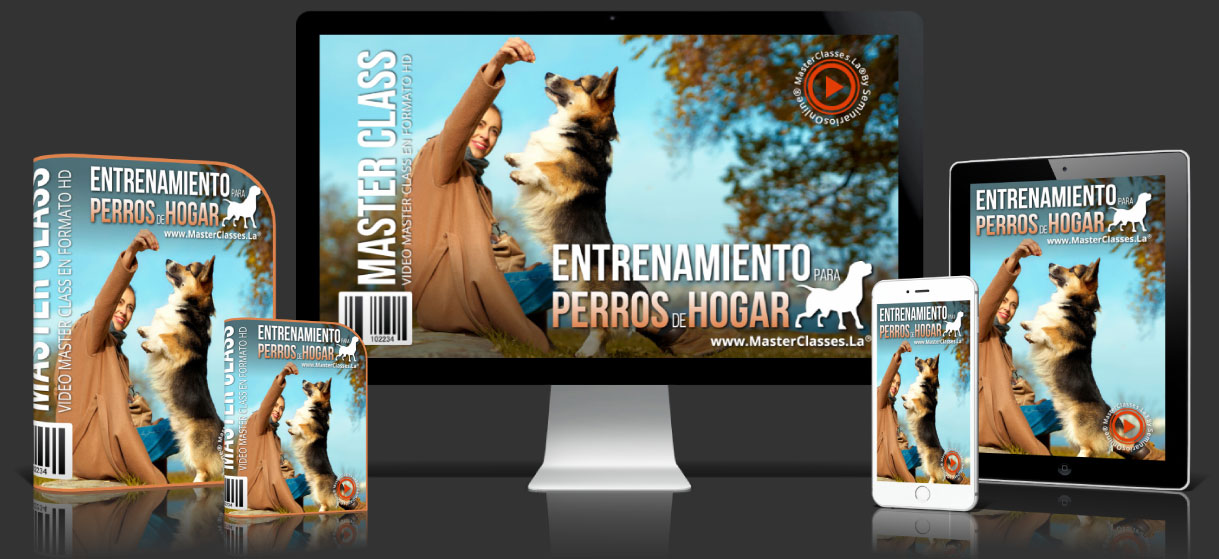 MASTER CLASS
VIDEO MASTER CLASS EN FORMATO HD
ENTRENAMIENTO PARA
PERROS DE HOGAR
www.MasterClasses.La®
0234
MASTER CLASS
VIDEO MASTER CLASS EN FORMATO HD
ENTRENAMIENTO PARA
PERROS DE HOGAR
www.MasterClasses.La®
102234
MASTER CLASS
VIDEO MASTER CLASS EN FORMATO HD
102234
MasterClasses.La®By SeminariosOnline®
ENTRENAMIENTO PARA
PERROS DE HOGAR
www.MasterClasses.La®
ENTRENAMIENTO PARA
PERROS DE HOGAR
www.MasterClasses.La®
ENTRENAMIENTO PARA
PERROS DE HOGAR
www.MasterClasses.La®
MasterClasses.La®By SeminariosOnline®